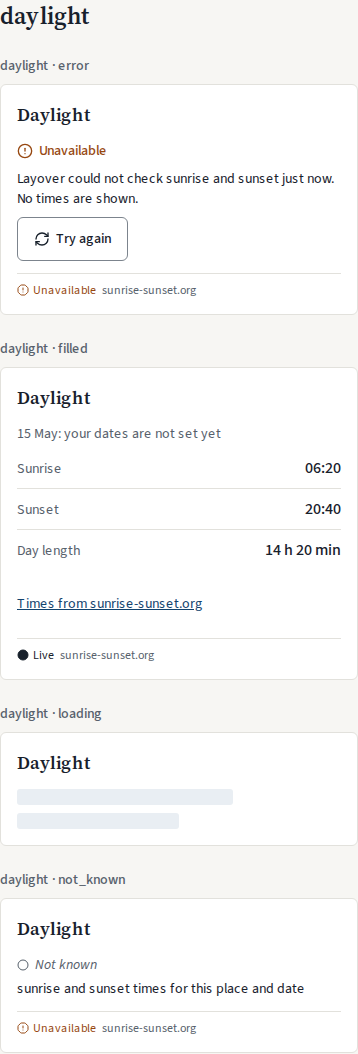 daylight
daylight · error
Daylight
Unavailable
Layover could not check sunrise and sunset just now.
No times are shown.
Try again
Unavailable sunrise-sunset.org
daylight · filled
Daylight
15 May: your dates are not set yet
Sunrise 06:20
Sunset 20:40
Day length 14 h 20 min
Times from sunrise-sunset.org
Live sunrise-sunset.org
daylight · loading
Daylight
daylight · not_known
Daylight
Not known
sunrise and sunset times for this place and date
Unavailable sunrise-sunset.org